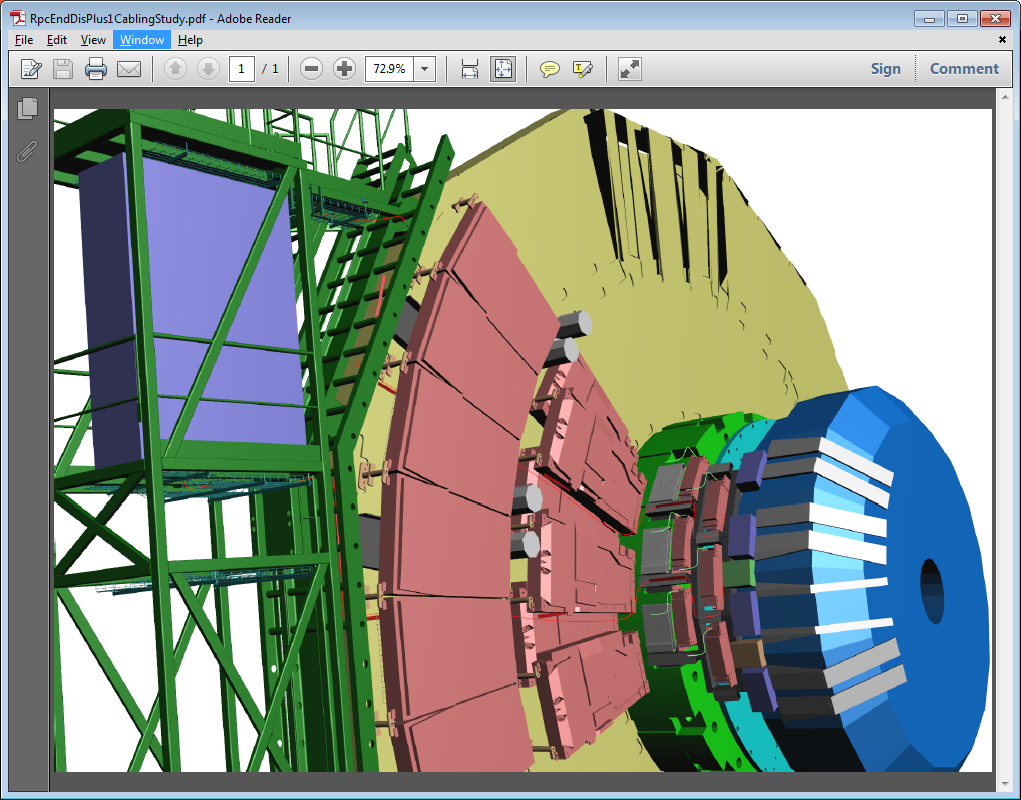 RpcEndDisPlus1CablingStudy.pdf - Adobe Reader
File Edit View Window Help
1 / 1 72.9% T Sign Comment